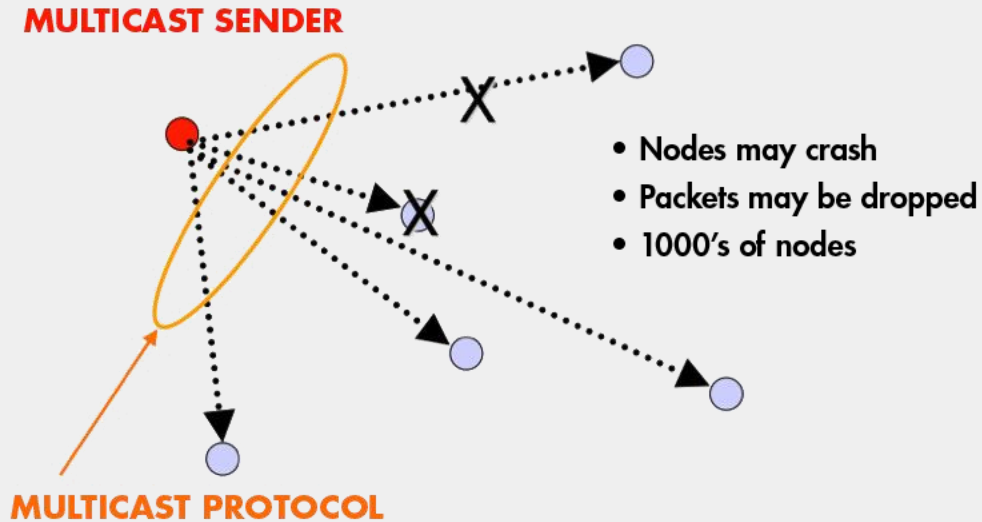 MULTICAST SENDER
X
• Nodes may crash
• Packets may be dropped
X
• 1000's of nodes
MULTICAST PROTOCOL